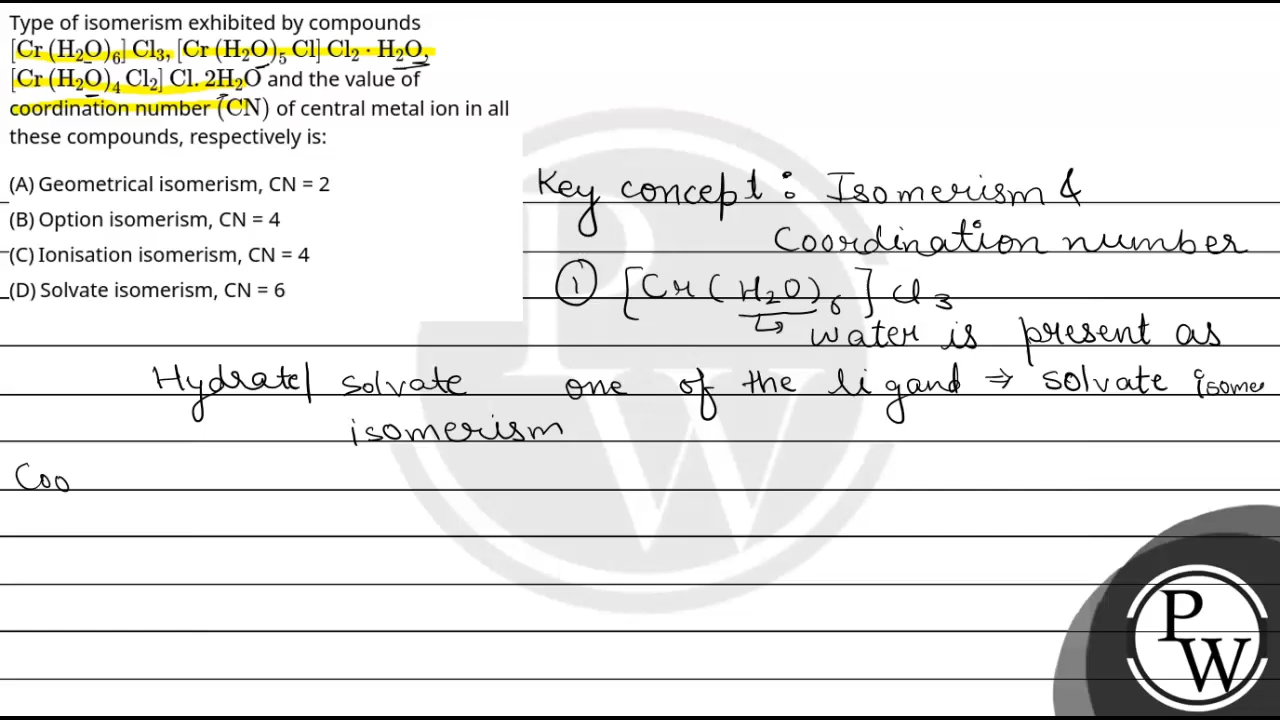 Type of isomerism exhibited by compounds
[Cr (H₂O)₆] Cl₃, [Cr (H₂O)₅ Cl] Cl₂ · H₂O,
[Cr (H₂O)₄ Cl₂] Cl. 2H₂O and the value of
coordination number (CN) of central metal ion in all
these compounds, respectively is:
(A) Geometrical isomerism, CN = 2
(B) Option isomerism, CN = 4
(C) Ionisation isomerism, CN = 4
(D) Solvate isomerism, CN = 6
Key concept : Isomerism &
Coordination number
① [Cr (H₂O)₆] Cl₃
↳ water is present as
Hydrate/ solvate one of the ligand ⇒ solvate isome
isomerism
Coo
P
W
P
W